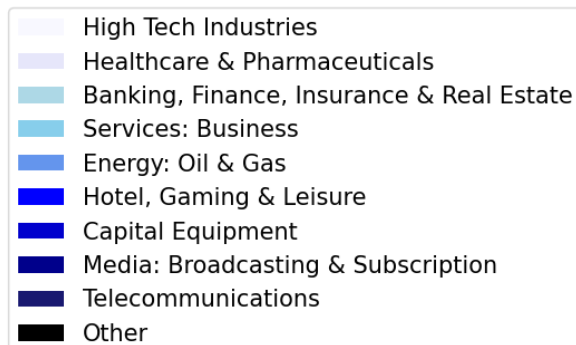 High Tech Industries
Healthcare & Pharmaceuticals
Banking, Finance, Insurance & Real Estate
Services: Business
Energy: Oil & Gas
Hotel, Gaming & Leisure
Capital Equipment
Media: Broadcasting & Subscription
Telecommunications
Other